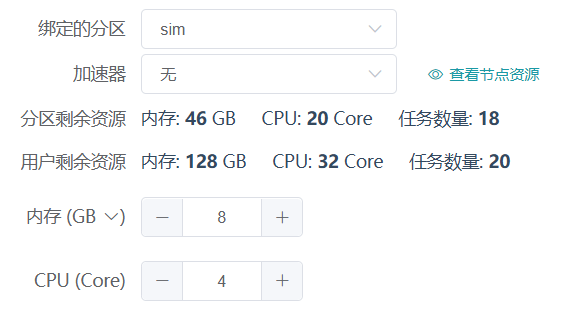 绑定的分区 sim
加速器 无 查看节点资源
分区剩余资源 内存: 46 GB CPU: 20 Core 任务数量: 18
用户剩余资源 内存: 128 GB CPU: 32 Core 任务数量: 20
内存 (GB ) 8
CPU (Core) 4